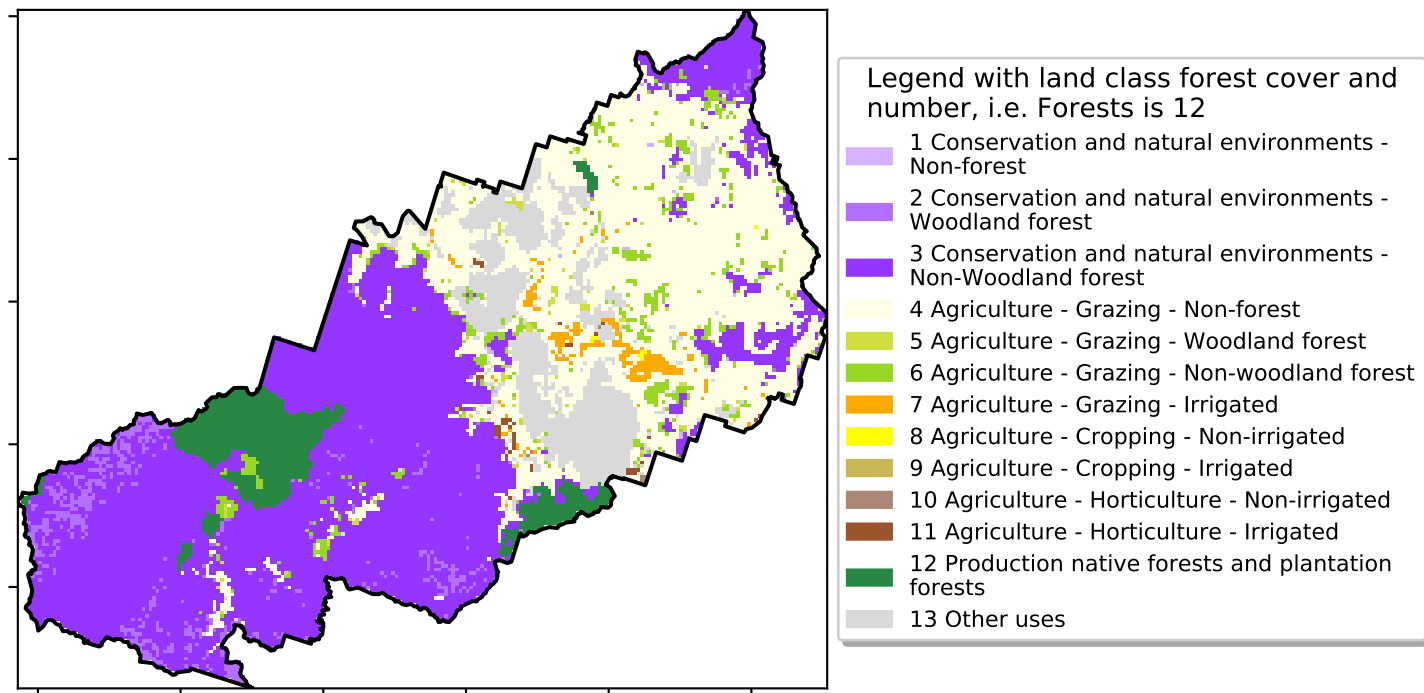 Legend with land class forest cover and
number, i.e. Forests is 12
1 Conservation and natural environments -
Non-forest
2 Conservation and natural environments -
Woodland forest
3 Conservation and natural environments -
Non-Woodland forest
4 Agriculture - Grazing - Non-forest
5 Agriculture - Grazing - Woodland forest
6 Agriculture - Grazing - Non-woodland forest
7 Agriculture - Grazing - Irrigated
8 Agriculture - Cropping - Non-irrigated
9 Agriculture - Cropping - Irrigated
10 Agriculture - Horticulture - Non-irrigated
11 Agriculture - Horticulture - Irrigated
12 Production native forests and plantation
forests
13 Other uses